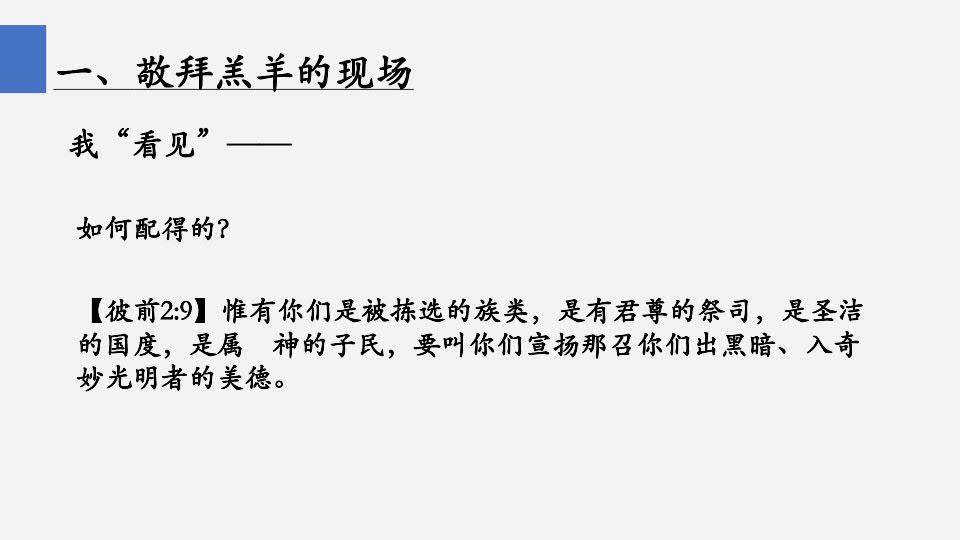 一、敬拜羔羊的现场
我“看见”——
如何配得的？
【彼前2:9】惟有你们是被拣选的族类，是有君尊的祭司，是圣洁
的国度，是属　神的子民，要叫你们宣扬那召你们出黑暗、入奇
妙光明者的美德。